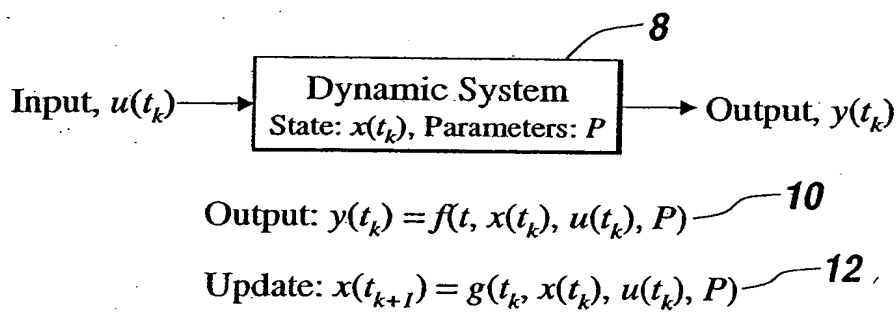 8
Input, u(t_k)
Dynamic System
State: x(t_k), Parameters: P
Output, y(t_k)
Output: y(t_k) = f(t, x(t_k), u(t_k), P)
10
Update: x(t_{k+1}) = g(t_k, x(t_k), u(t_k), P)
12